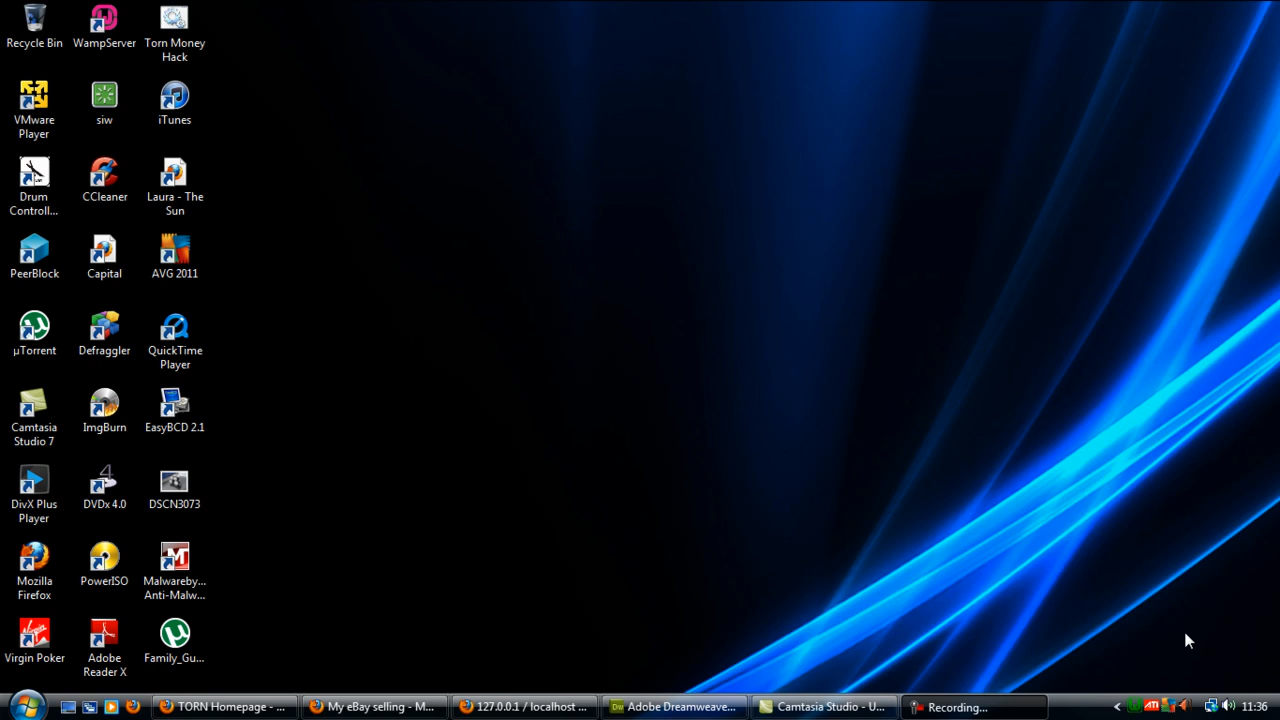 Recycle Bin
WampServer
Torn Money
Hack
VMware
Player
siw
iTunes
Drum
Controll...
CCleaner
Laura - The
Sun
PeerBlock
Capital
AVG 2011
µTorrent
Defraggler
QuickTime
Player
Camtasia
Studio 7
ImgBurn
EasyBCD 2.1
DivX Plus
Player
DVDx 4.0
DSCN3073
Mozilla
Firefox
PowerISO
Malwareby...
Anti-Malw...
Virgin Poker
Adobe
Reader X
Family_Gu...
TORN Homepage - ...
My eBay selling - M...
127.0.0.1 / localhost ...
Adobe Dreamweave...
Camtasia Studio - U...
Recording...
11:36